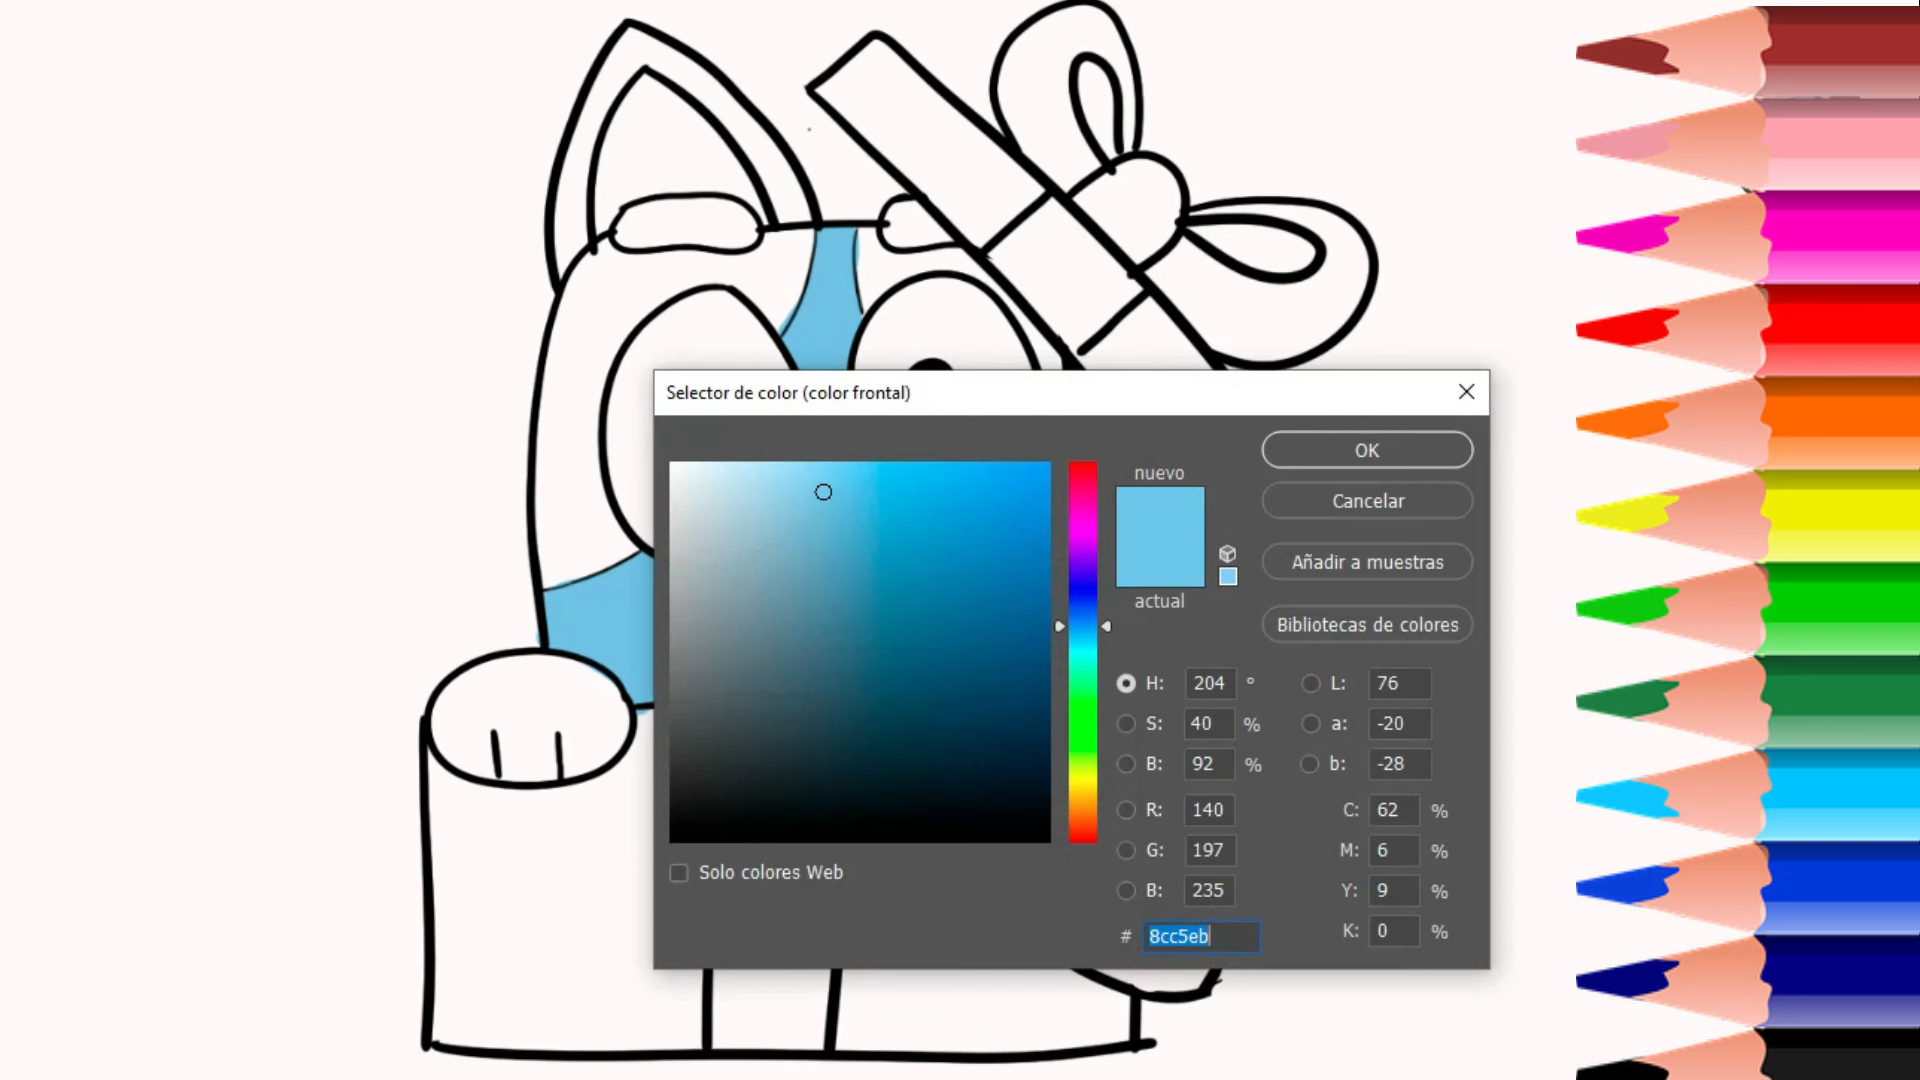 Selector de color (color frontal)
OK
nuevo
Cancelar
Añadir a muestras
actual
Bibliotecas de colores
H: 204 ° L: 76
S: 40 % a: -20
B: 92 % b: -28
R: 140 C: 62 %
G: 197 M: 6 %
Solo colores Web
B: 235 Y: 9 %
# 8cc5eb K: 0 %